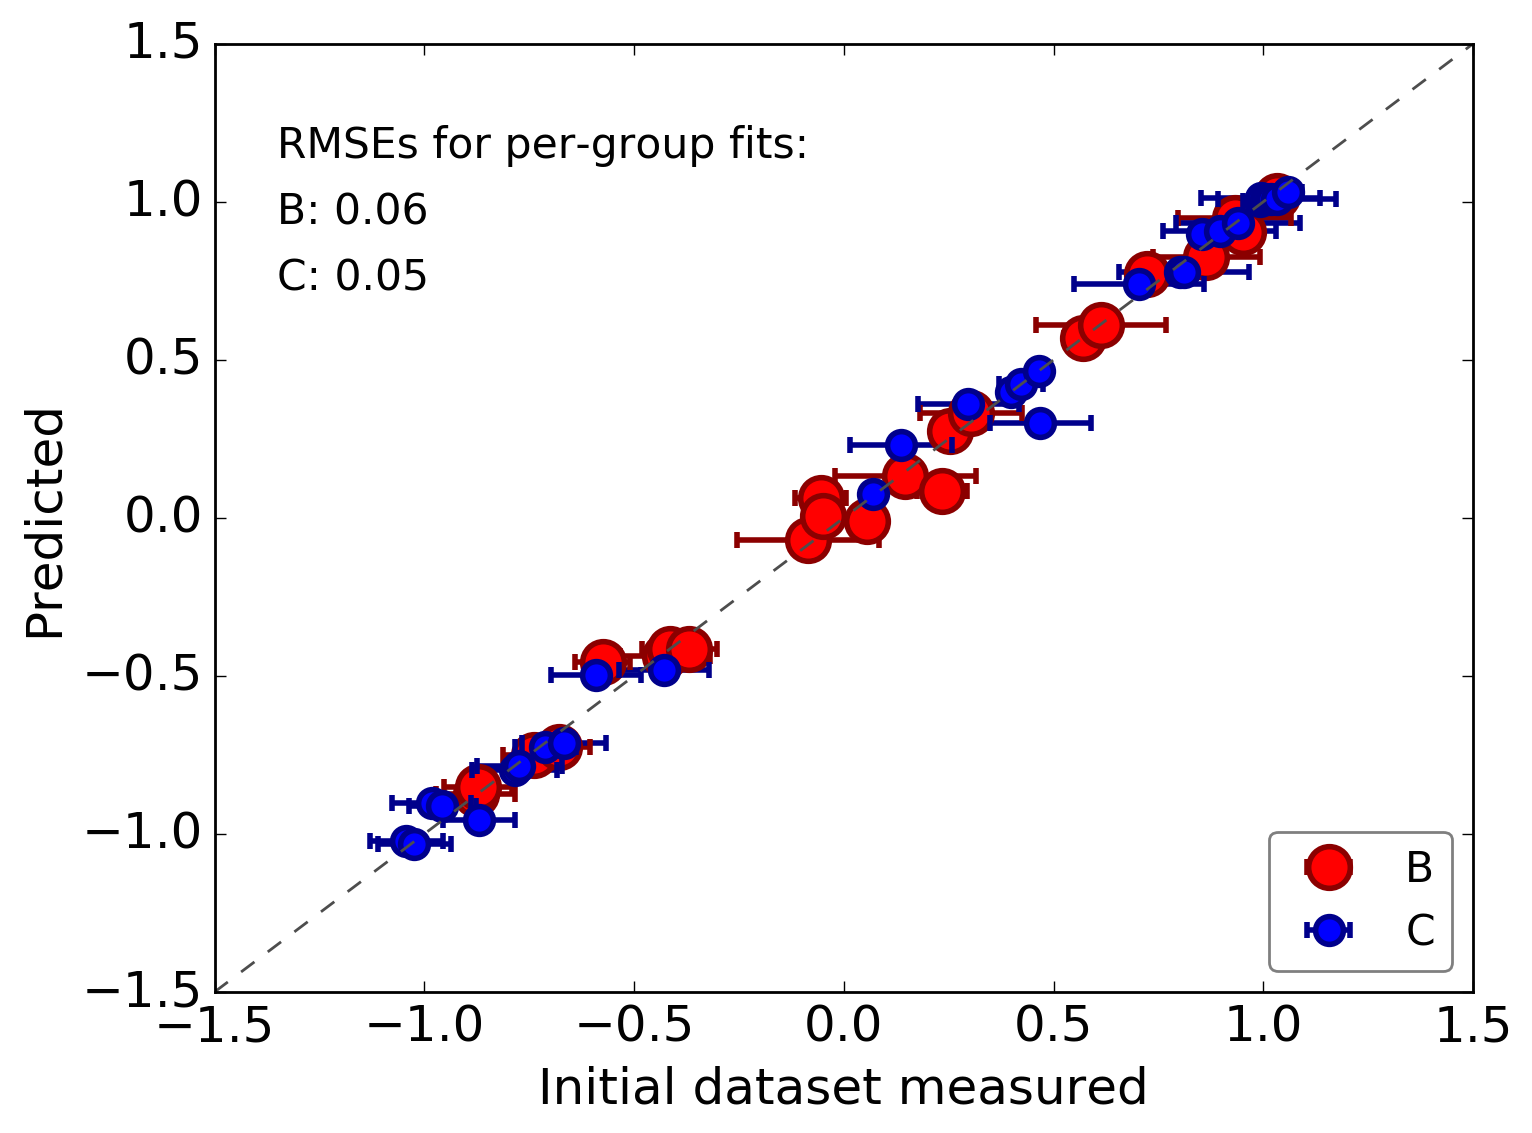 1.5
1.0
0.5
0.0
−0.5
−1.0
−1.5
Predicted
RMSEs for per-group fits:
B: 0.06
C: 0.05
B
C
−1.5 −1.0 −0.5 0.0 0.5 1.0 1.5
Initial dataset measured